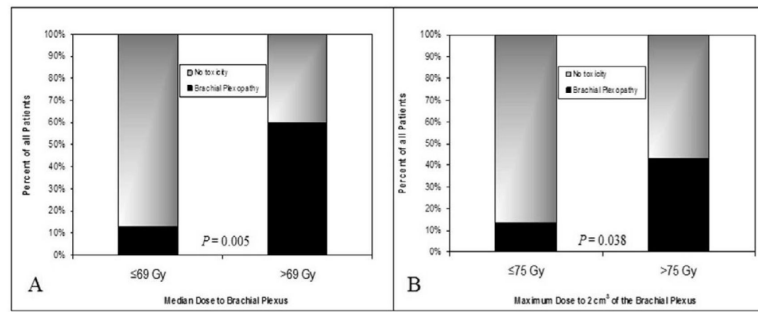 100%
90%
80%
70%
60%
50%
40%
30%
20%
10%
0%
Percent of all Patients
No toxicity
Brachial Plexopathy
P = 0.005
≤69 Gy >69 Gy
A
Median Dose to Brachial Plexus
100%
90%
80%
70%
60%
50%
40%
30%
20%
10%
0%
Percent of all Patients
No toxicity
Brachial Plexopathy
P = 0.038
≤75 Gy >75 Gy
B
Maximum Dose to 2 cm³ of the Brachial Plexus